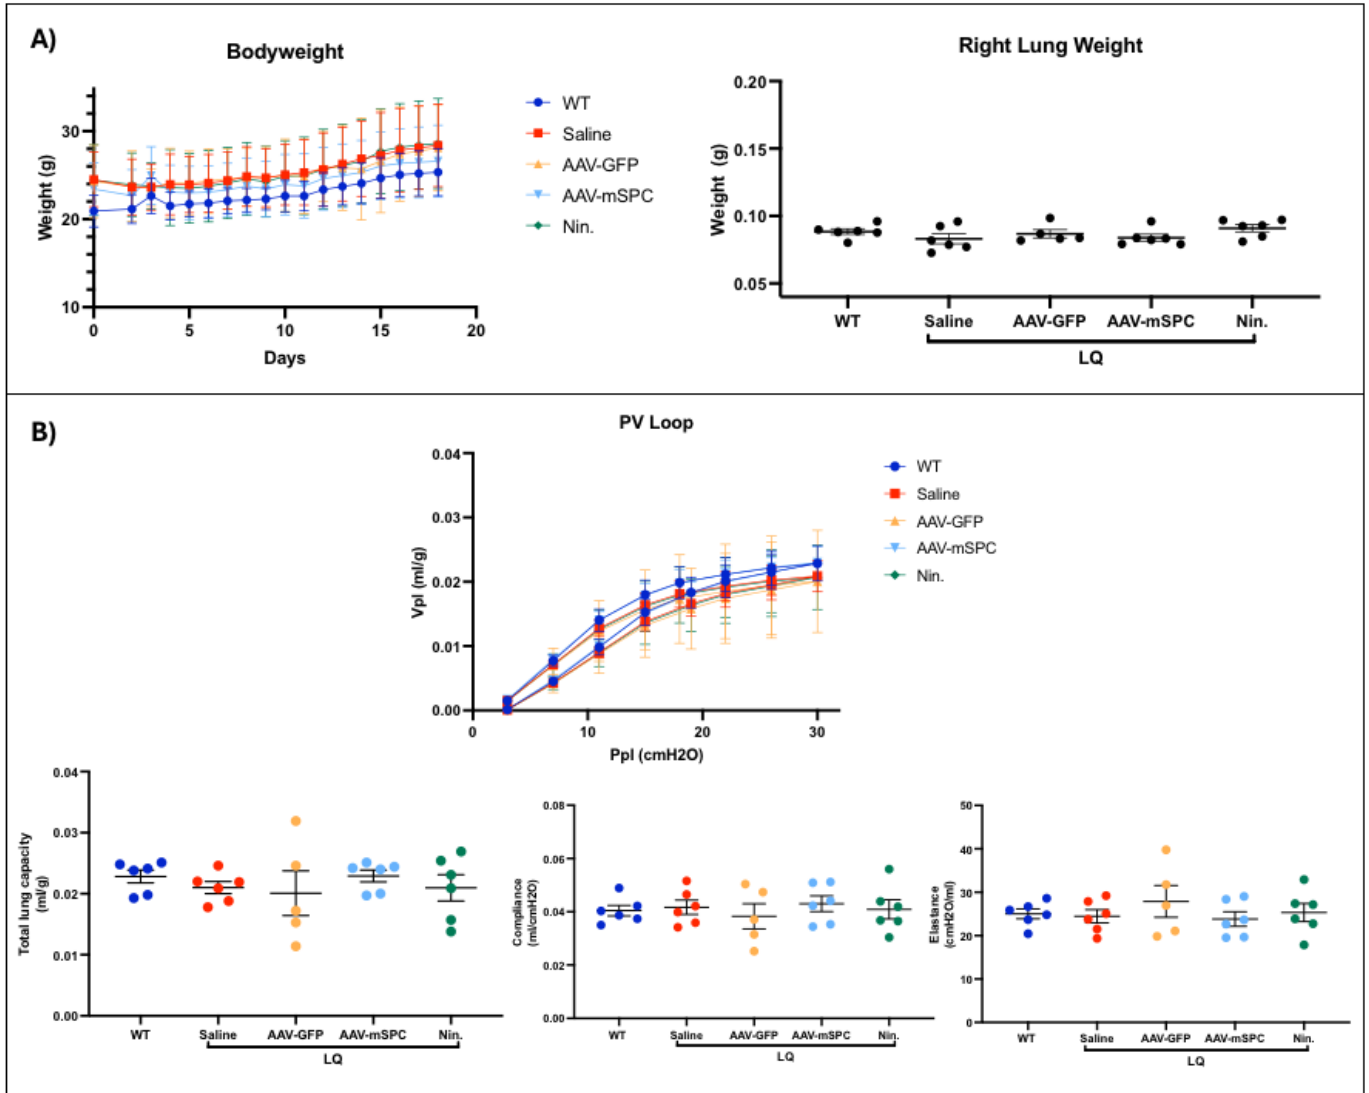 A)
Bodyweight
Weight (g)
30
20
10
0
5
10
15
20
Days
WT
Saline
AAV-GFP
AAV-mSPC
Nin.
Right Lung Weight
Weight (g)
0.20
0.15
0.10
0.05
WT
Saline
AAV-GFP
AAV-mSPC
Nin.
LQ
B)
PV Loop
Vpl (ml/g)
0.04
0.03
0.02
0.01
0.00
0
10
20
30
Ppl (cmH2O)
WT
Saline
AAV-GFP
AAV-mSPC
Nin.
Total lung capacity
(ml/g)
0.04
0.03
0.02
0.01
0.00
WT
Saline
AAV-GFP
AAV-mSPC
Nin.
LQ
Compliance
(ml/cmH2O)
0.08
0.06
0.04
0.02
0.00
WT
Saline
AAV-GFP
AAV-mSPC
Nin.
LQ
Elastance
(cmH2O/ml)
50
40
30
20
10
0
WT
Saline
AAV-GFP
AAV-mSPC
Nin.
LQ